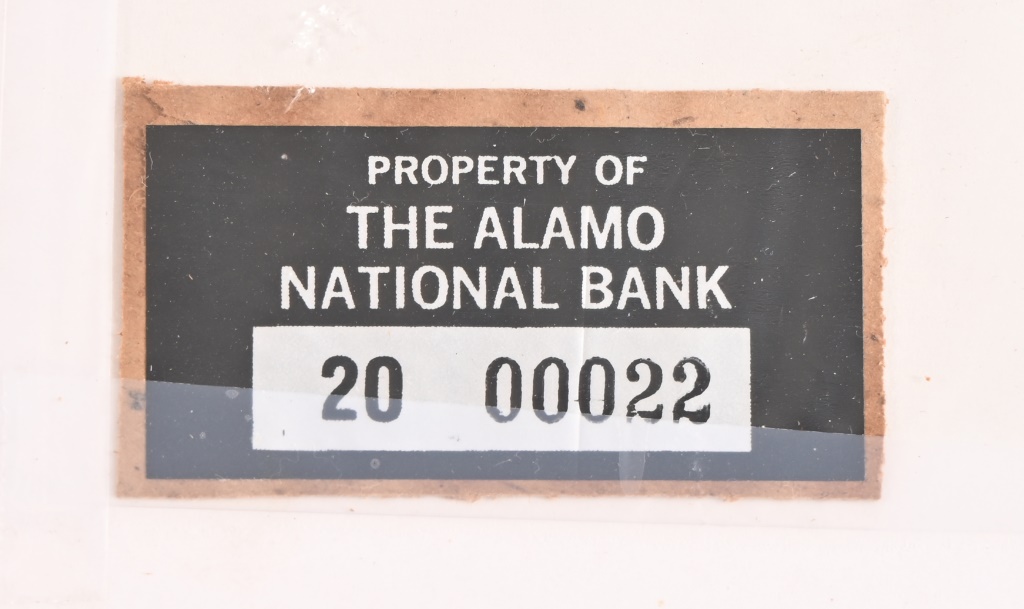 PROPERTY OF
THE ALAMO
NATIONAL BANK
20 00022